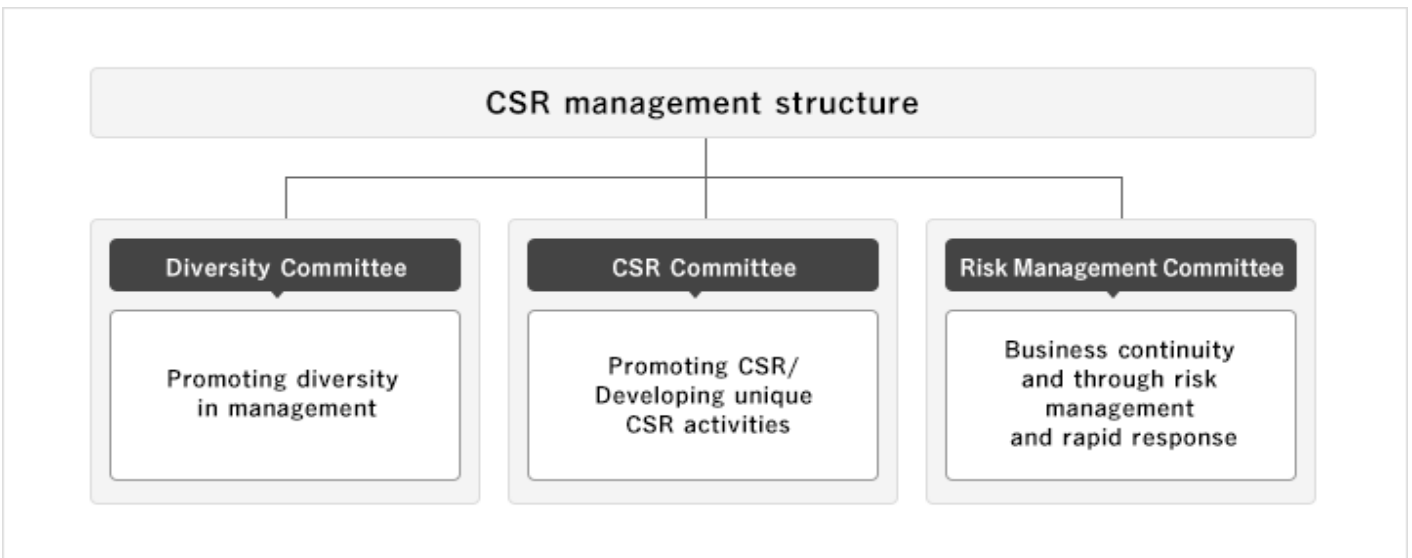 CSR management structure
Diversity Committee
Promoting diversity
in management
CSR Committee
Promoting CSR/
Developing unique
CSR activities
Risk Management Committee
Business continuity
and through risk
management
and rapid response